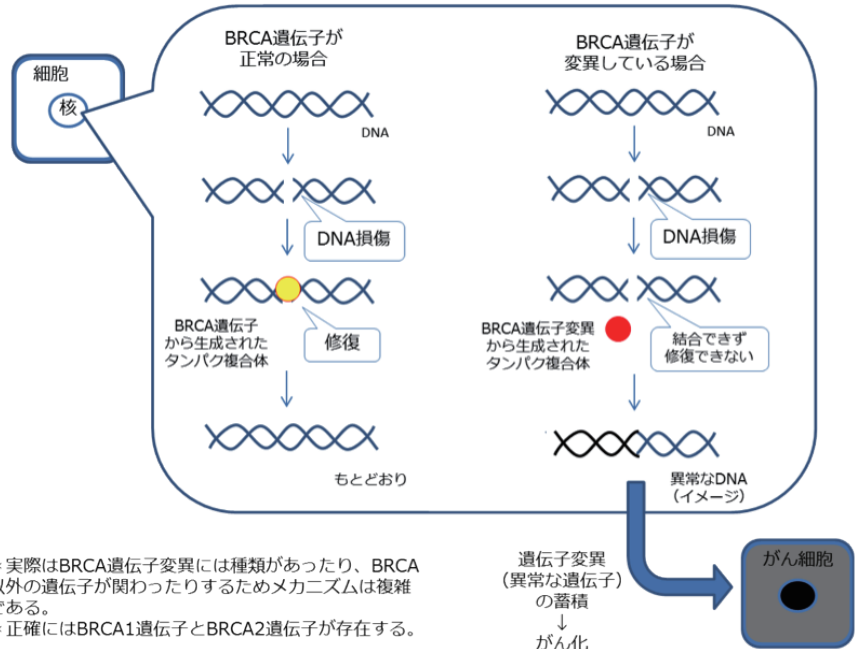 細胞
核
BRCA遺伝子が
正常の場合
DNA
DNA損傷
BRCA遺伝子
から生成された
タンパク複合体
修復
もとどおり
BRCA遺伝子が
変異している場合
DNA
DNA損傷
BRCA遺伝子変異
から生成された
タンパク複合体
結合できず
修復できない
異常なDNA
（イメージ）
遺伝子変異
（異常な遺伝子）
の蓄積
↓
がん化
がん細胞
実際はBRCA遺伝子変異には種類があったり、BRCA
以外の遺伝子が関わったりするためメカニズムは複雑
である。
正確にはBRCA1遺伝子とBRCA2遺伝子が存在する。